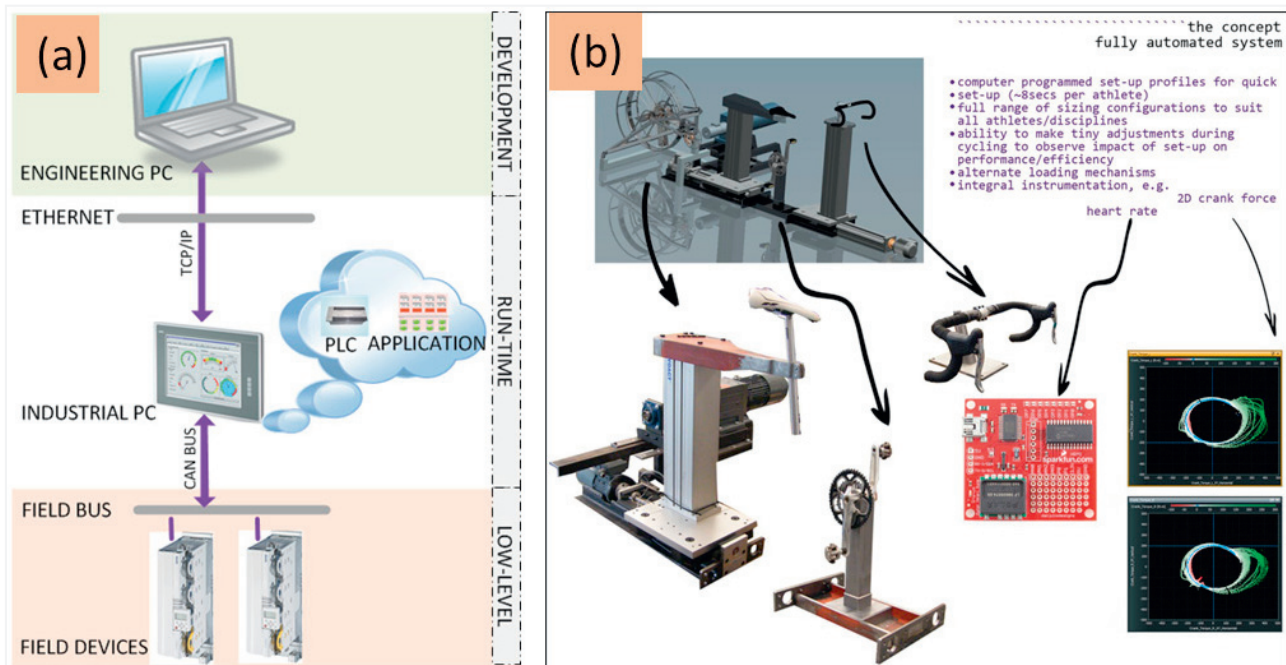 (a)
DEVELOPMENT
ENGINEERING PC
ETHERNET
TCP/IP
RUN-TIME
PLC
APPLICATION
INDUSTRIAL PC
CAN BUS
FIELD BUS
LOW-LEVEL
FIELD DEVICES
(b)
the concept
fully automated system
•computer programmed set-up profiles for quick
•set-up (~8secs per athlete)
•full range of sizing configurations to suit
all athletes/disciplines
•ability to make tiny adjustments during
cycling to observe impact of set-up on
performance/efficiency
•alternate loading mechanisms
•integral instrumentation, e.g.
2D crank force
heart rate
sparkfun.com